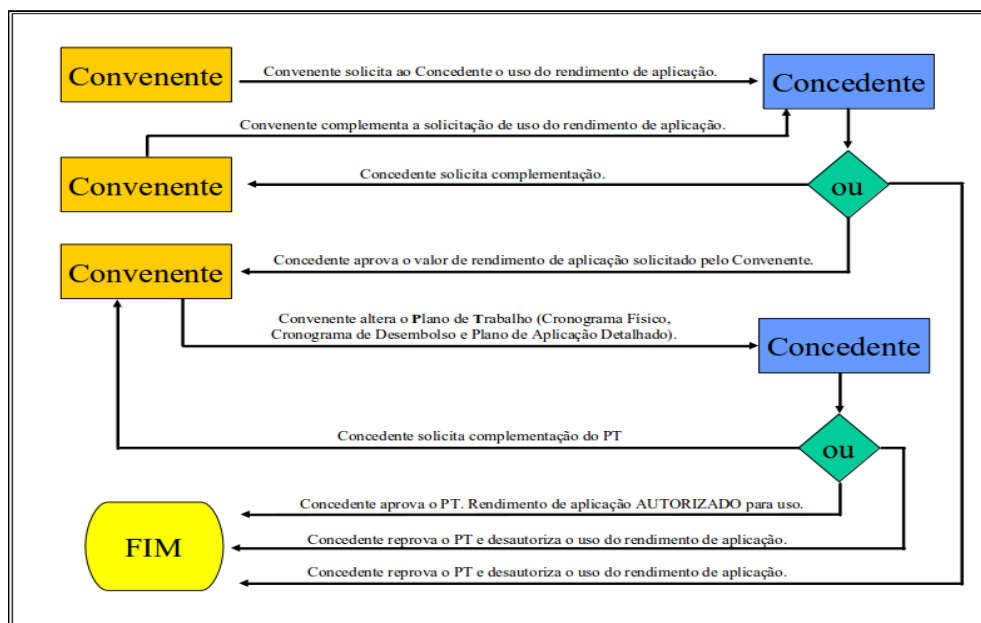 Convenente
Convenente solicita ao Concedente o uso do rendimento de aplicação.
Concedente
Convenente complementa a solicitação de uso do rendimento de aplicação.
Convenente
Concedente solicita complementação.
ou
Convenente
Concedente aprova o valor de rendimento de aplicação solicitado pelo Convenente.
Convenente altera o Plano de Trabalho (Cronograma Físico,
Cronograma de Desembolso e Plano de Aplicação Detalhado).
Concedente
Concedente solicita complementação do PT
ou
Concedente aprova o PT. Rendimento de aplicação AUTORIZADO para uso.
FIM
Concedente reprova o PT e desautoriza o uso do rendimento de aplicação.
Concedente reprova o PT e desautoriza o uso do rendimento de aplicação.